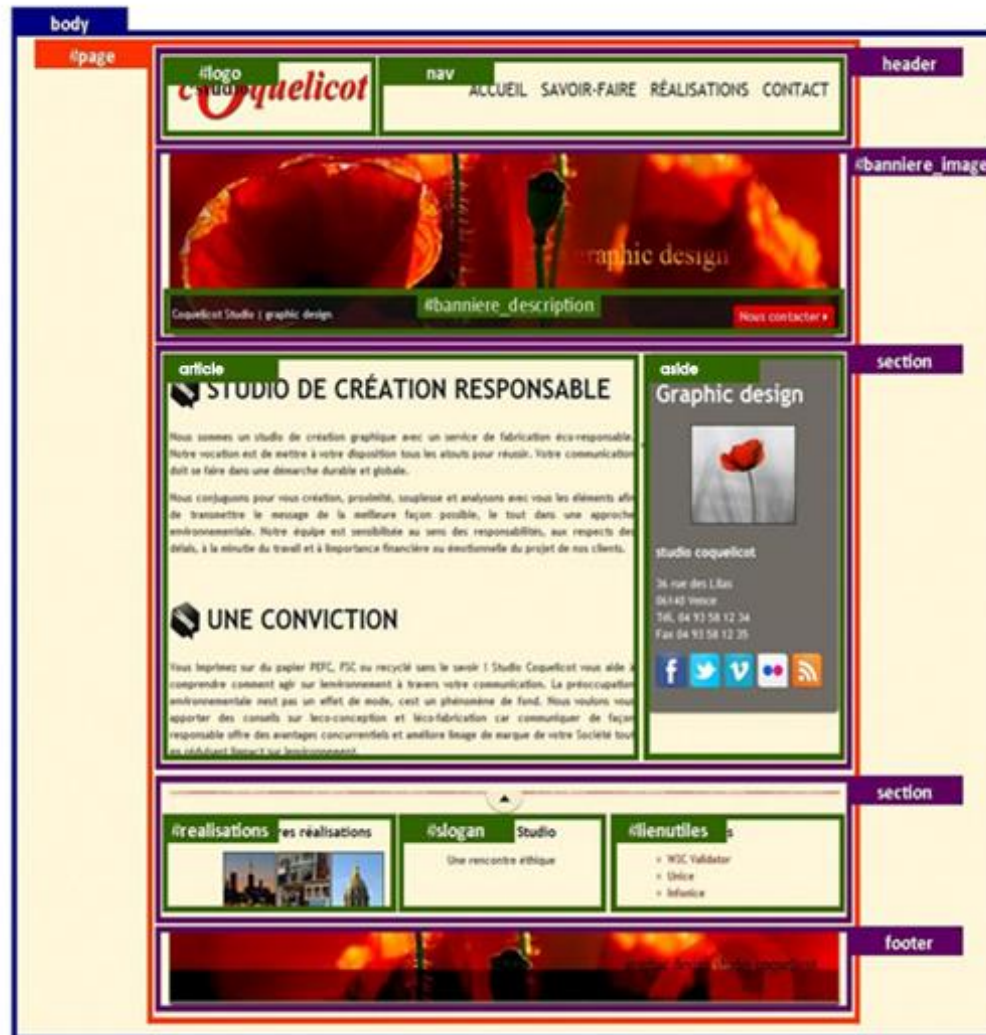 body
#page
header
#logo
nav
studio
coquelicot
ACCUEIL SAVOIR-FAIRE RÉALISATIONS CONTACT
#banniere_image
graphic design
#banniere_description
Coquelicot Studio | graphic design
Nous contacter
section
article
STUDIO DE CRÉATION RESPONSABLE
Nous sommes un studio de création graphique avec un service de fabrication éco-responsable.
Notre vocation est de mettre à votre disposition tous les atouts pour réussir. Votre communication
doit se faire dans une démarche durable et globale.
Nous conjuguons pour vous création, proximité, souplesse et analysons avec vous les éléments afin
de transmettre le message de la meilleure façon possible, le tout dans une approche
environnementale. Notre équipe est sensibilisée au sens des responsabilités, aux respects des
délais, à la minutie du travail et à limportance financière ou émotionnelle du projet de nos clients.
UNE CONVICTION
Vous imprimez sur du papier PEFC, FSC ou recyclé sans le savoir ! Studio Coquelicot vous aide à
comprendre comment agir sur lenvironnement à travers votre communication. La préoccupation
environnementale nest pas un effet de mode, cest un phénomène de fond. Nous voulons vous
apporter des conseils sur leco-conception et léco-fabrication car communiquer de façon
responsable offre des avantages concurrentiels et améliore limage de marque de votre Société tout
en réduisant limpact sur lenvironnement.
aside
Graphic design
studio coquelicot
36 rue des Lilas
06140 Vence
Tél. 04 93 58 12 34
Fax 04 93 58 12 35
section
#realisations
res réalisations
#slogan
Studio
Une rencontre éthique
#lienutiles
s
W3C Validator
Unice
Infonice
footer